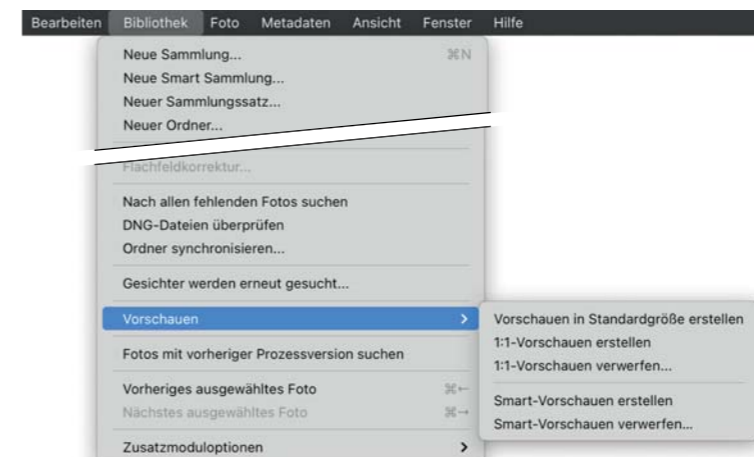 Bearbeiten Bibliothek Foto Metadaten Ansicht Fenster Hilfe
Neue Sammlung... ⌘N
Neue Smart Sammlung...
Neuer Sammlungssatz...
Neuer Ordner...
Flachfeldkorrektur...
Nach allen fehlenden Fotos suchen
DNG-Dateien überprüfen
Ordner synchronisieren...
Gesichter werden erneut gesucht...
Vorschauen >
Vorschauen in Standardgröße erstellen
1:1-Vorschauen erstellen
1:1-Vorschauen verwerfen...
Smart-Vorschauen erstellen
Smart-Vorschauen verwerfen...
Fotos mit vorheriger Prozessversion suchen
Vorheriges ausgewähltes Foto ⌘←
Nächstes ausgewähltes Foto ⌘→
Zusatzmoduloptionen >